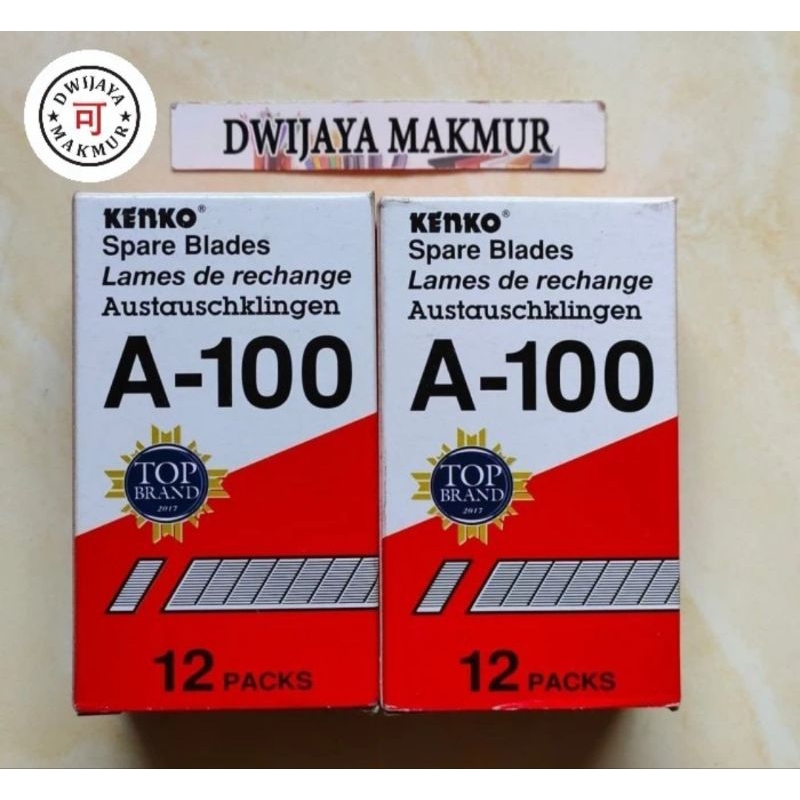 DWIJAYA
可
MAKMUR
DWIJAYA MAKMUR
KENKO®
Spare Blades
Lames de rechange
Austauschklingen
A-100
TOP
BRAND
2017
12 PACKS
KENKO®
Spare Blades
Lames de rechange
Austauschklingen
A-100
TOP
BRAND
2017
12 PACKS